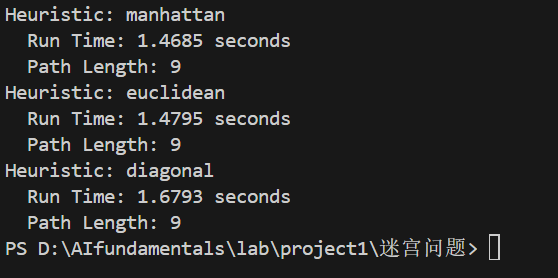 Heuristic: manhattan
  Run Time: 1.4685 seconds
  Path Length: 9
Heuristic: euclidean
  Run Time: 1.4795 seconds
  Path Length: 9
Heuristic: diagonal
  Run Time: 1.6793 seconds
  Path Length: 9
PS D:\AIfundamentals\lab\project1\迷宫问题>